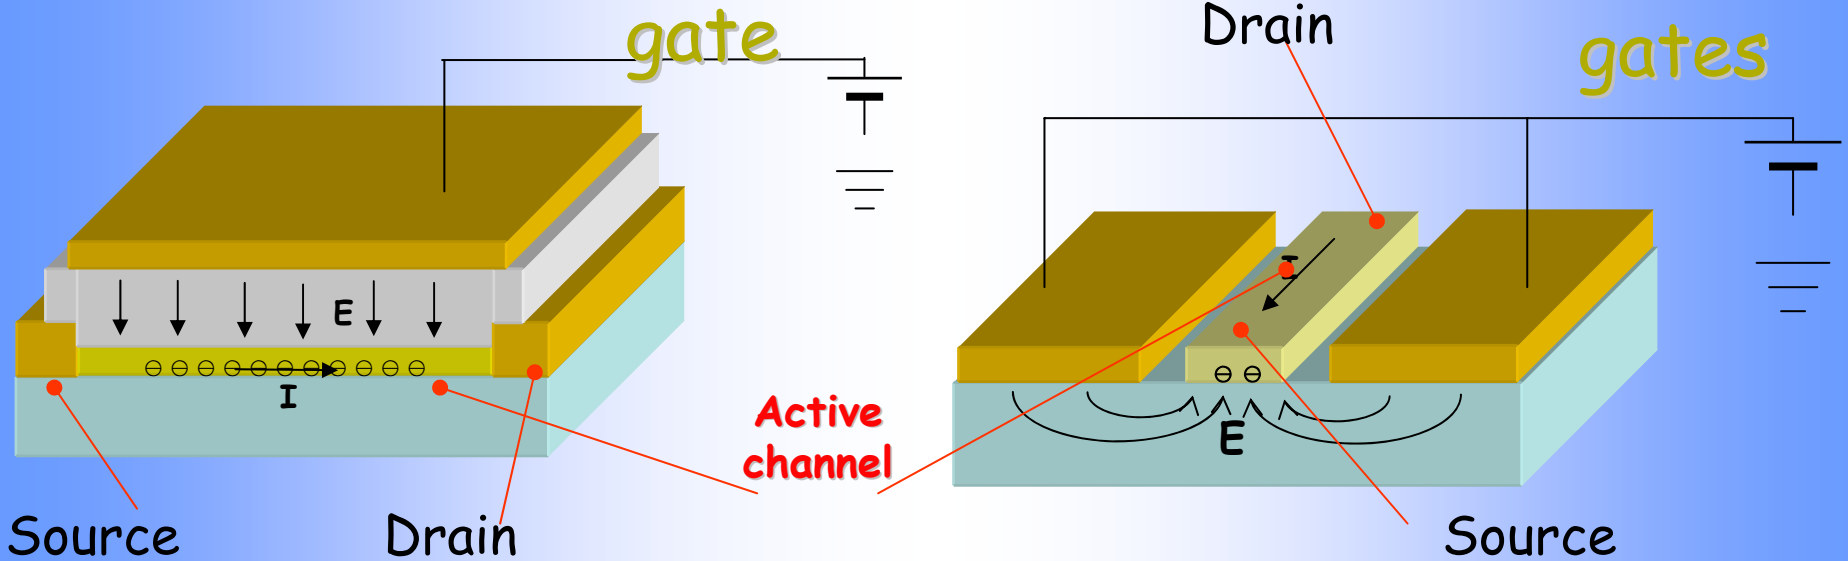 gate
Drain
gates
E
I
I
Active
channel
E
Source
Drain
Source